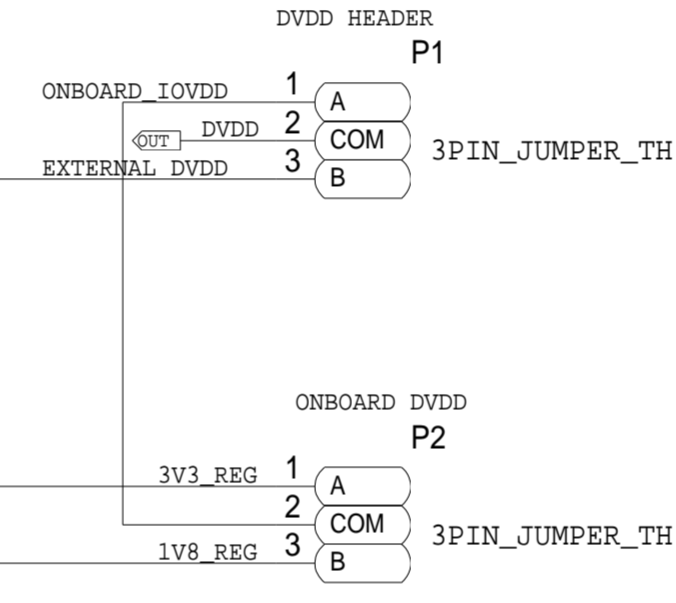 DVDD HEADER
P1
ONBOARD_IOVDD 1 A
OUT DVDD 2 COM 3PIN_JUMPER_TH
EXTERNAL DVDD 3 B
ONBOARD DVDD
P2
3V3_REG 1 A
2 COM 3PIN_JUMPER_TH
1V8_REG 3 B